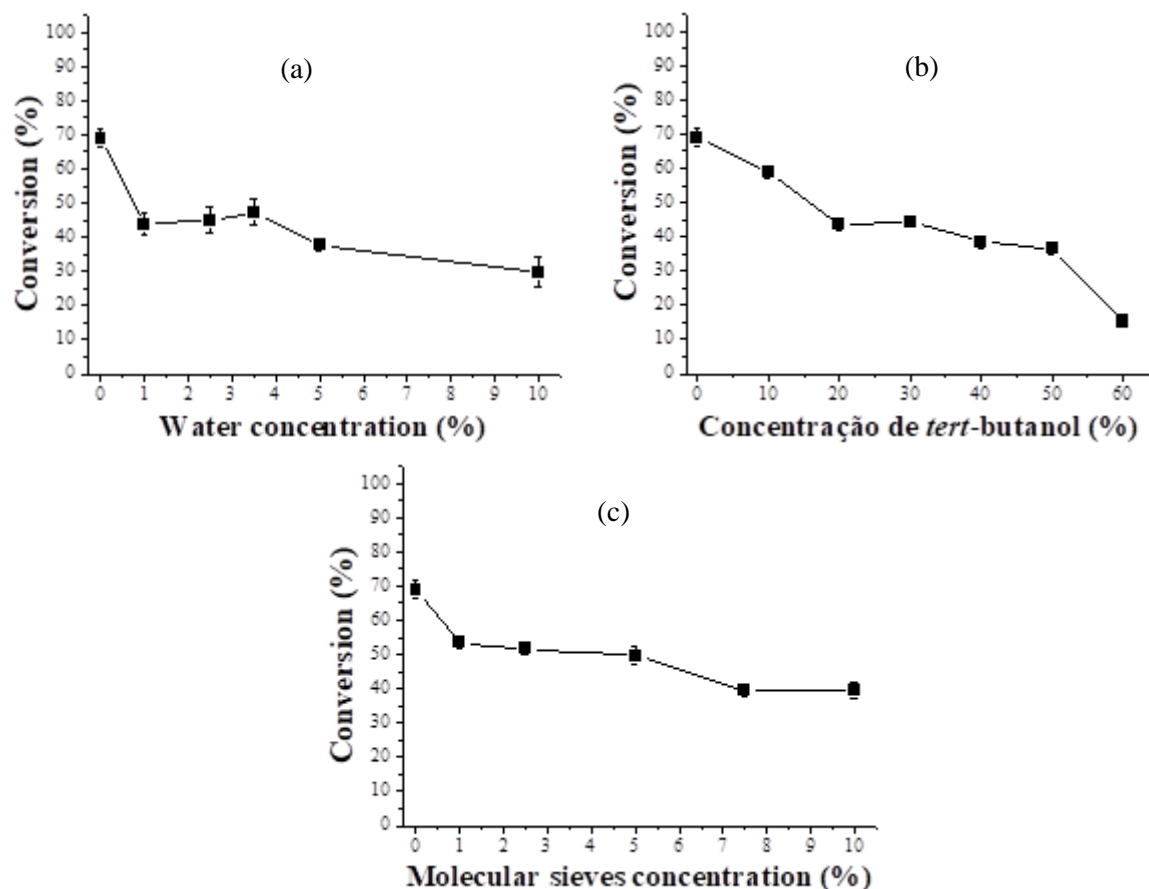 (a)
Conversion (%)
100
90
80
70
60
50
40
30
20
10
0
0 1 2 3 4 5 6 7 8 9 10
Water concentration (%)
(b)
Conversion (%)
100
90
80
70
60
50
40
30
20
10
0
0 10 20 30 40 50 60
Concentração de tert-butanol (%)
(c)
Conversion (%)
100
90
80
70
60
50
40
30
20
10
0
0 1 2 3 4 5 6 7 8 9 10
Molecular sieves concentration (%)